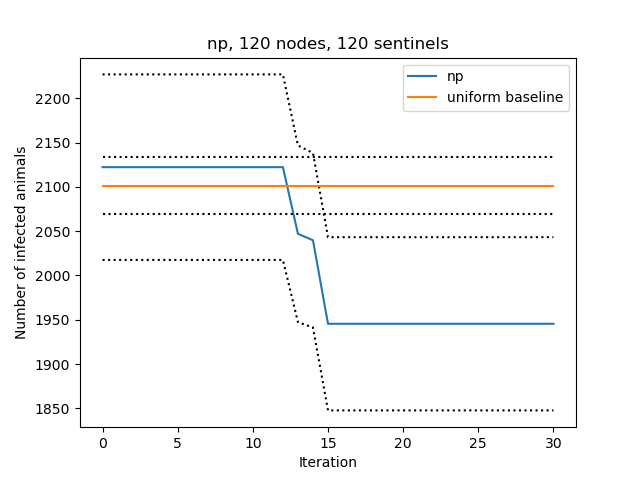 np, 120 nodes, 120 sentinels
np
uniform baseline
Number of infected animals
2200
2150
2100
2050
2000
1950
1900
1850
0 5 10 15 20 25 30
Iteration